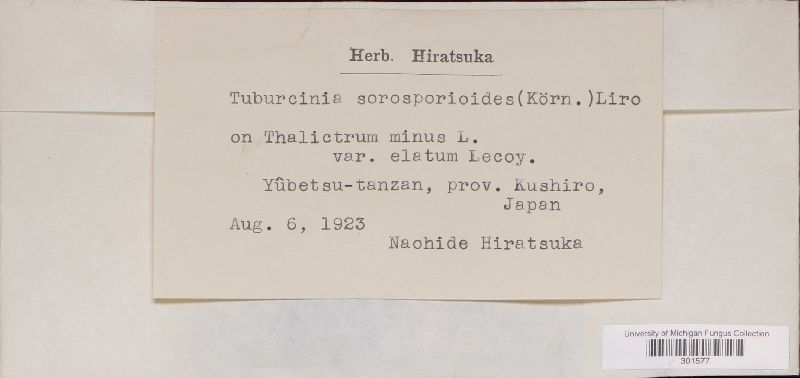 Herb. Hiratsuka
Tuburcinia sorosporioides(Körn.)Liro
on Thalictrum minus L.
var. elatum Lecoy.
Yûbetsu-tanzan, prov. Kushiro,
Japan
Aug. 6, 1923
Naohide Hiratsuka
University of Michigan Fungus Collection
301577